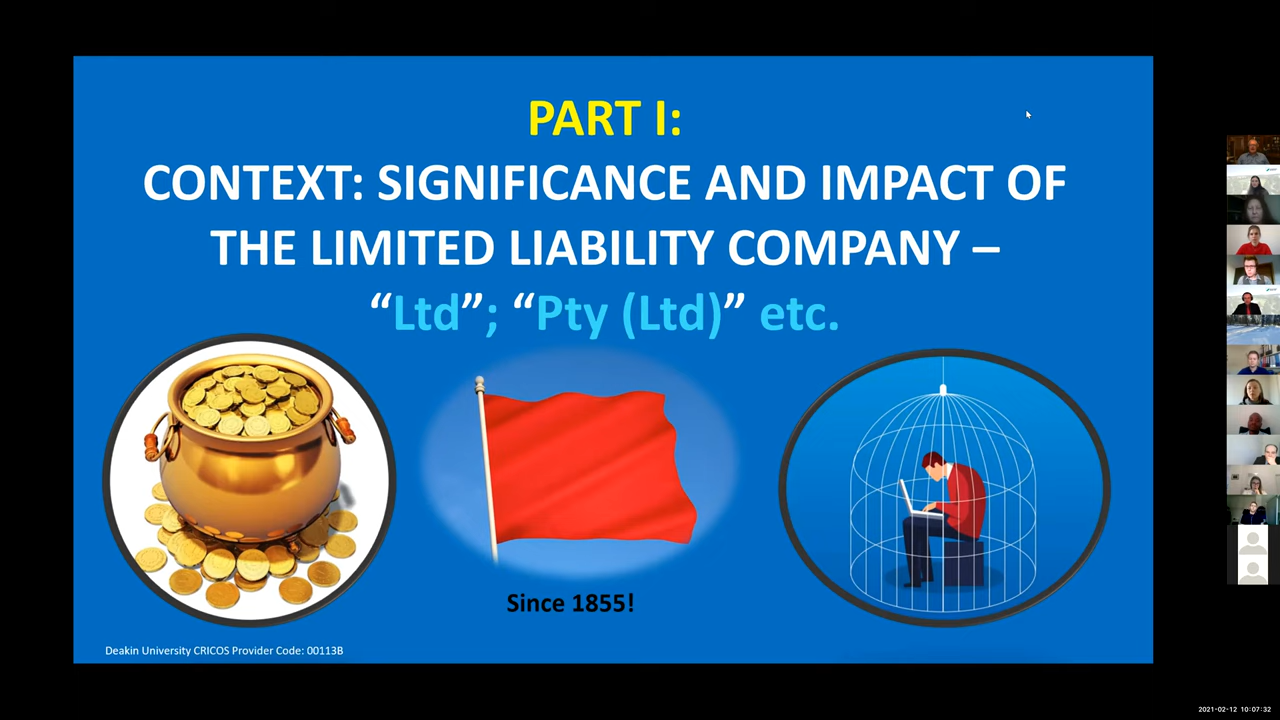 PART I:
CONTEXT: SIGNIFICANCE AND IMPACT OF
THE LIMITED LIABILITY COMPANY –
“Ltd”; “Pty (Ltd)” etc.
Since 1855!
Deakin University CRICOS Provider Code: 00113B
2021-02-12 10:07:32